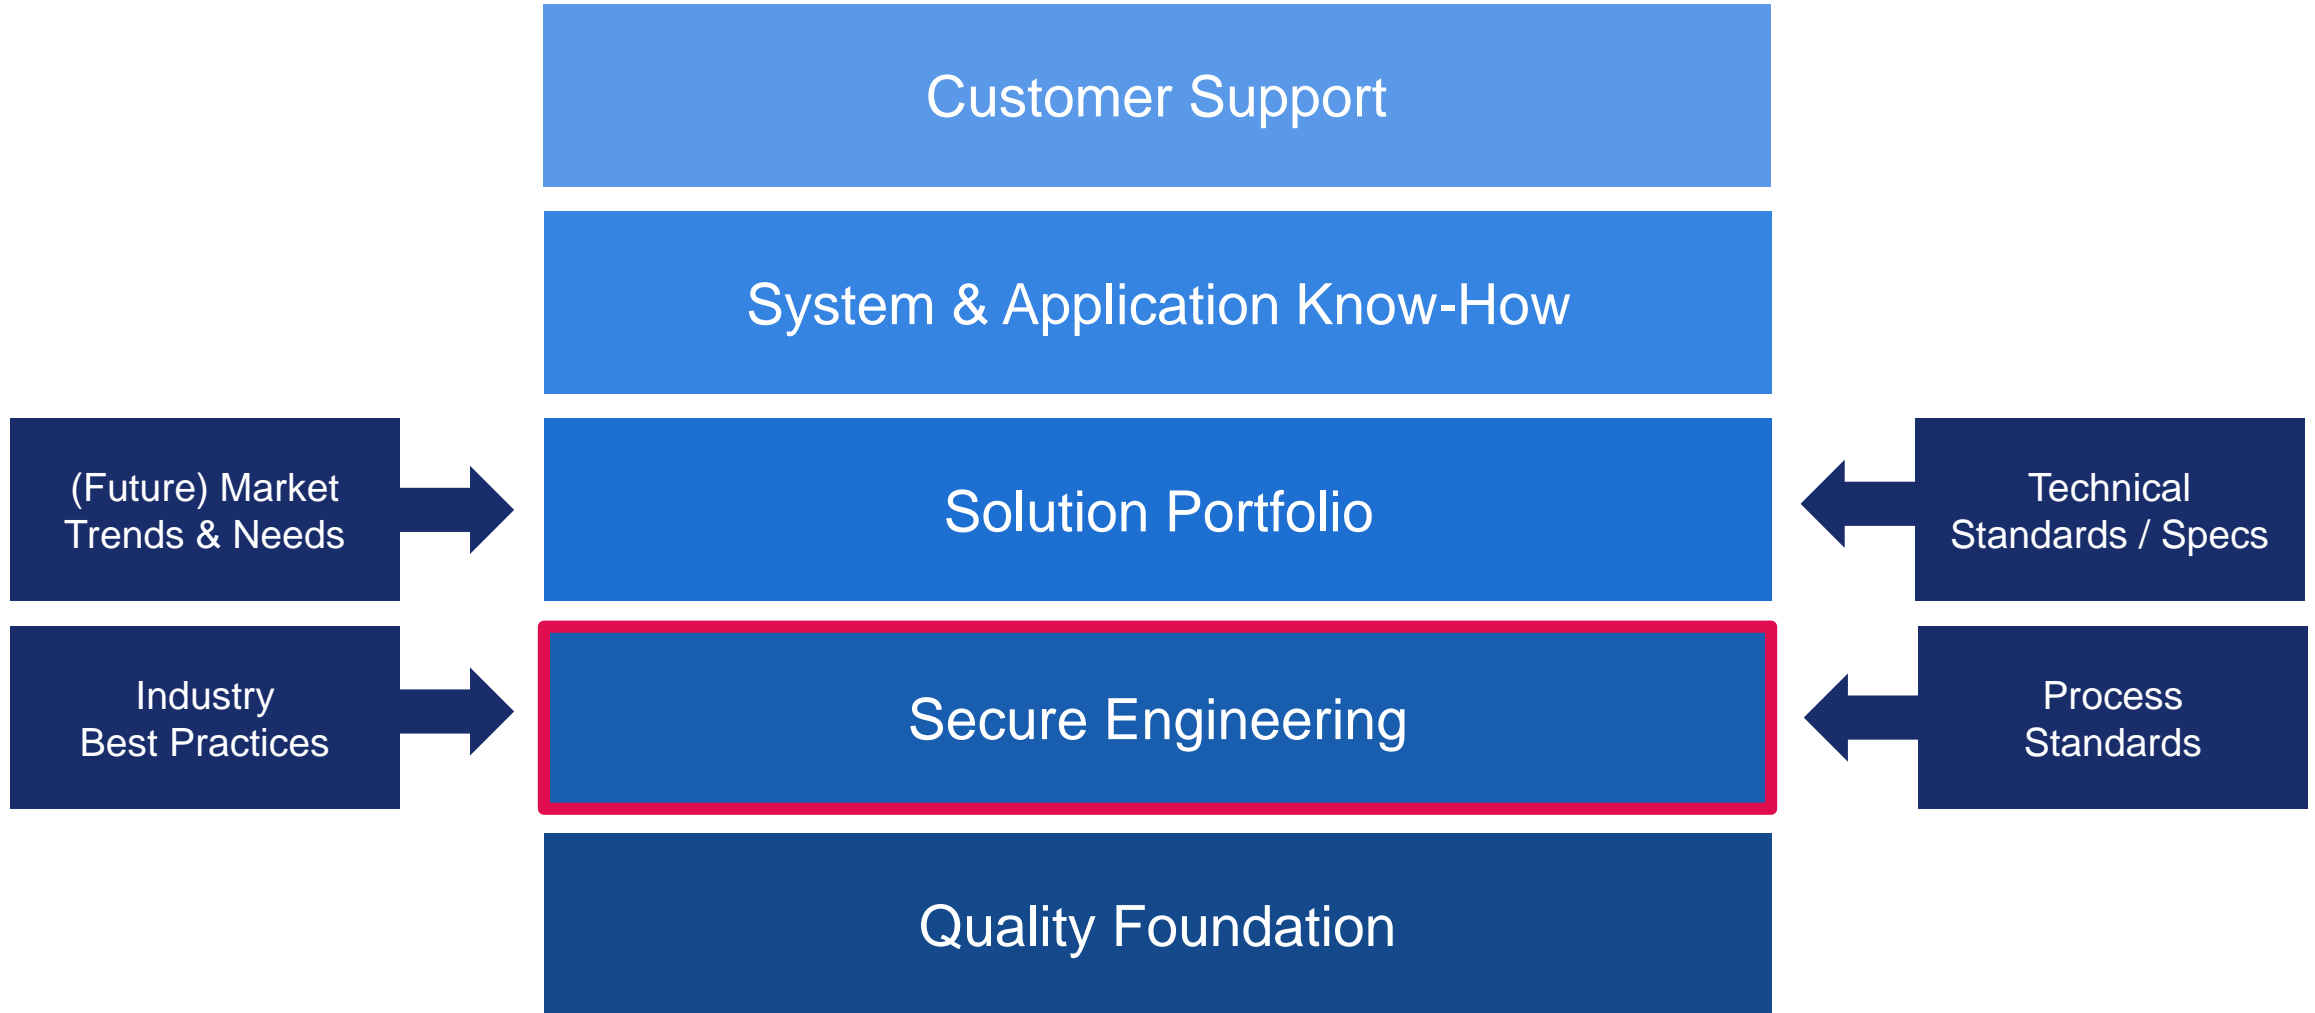 Customer Support
System & Application Know-How
(Future) Market
Trends & Needs
Solution Portfolio
Technical
Standards / Specs
Industry
Best Practices
Secure Engineering
Process
Standards
Quality Foundation